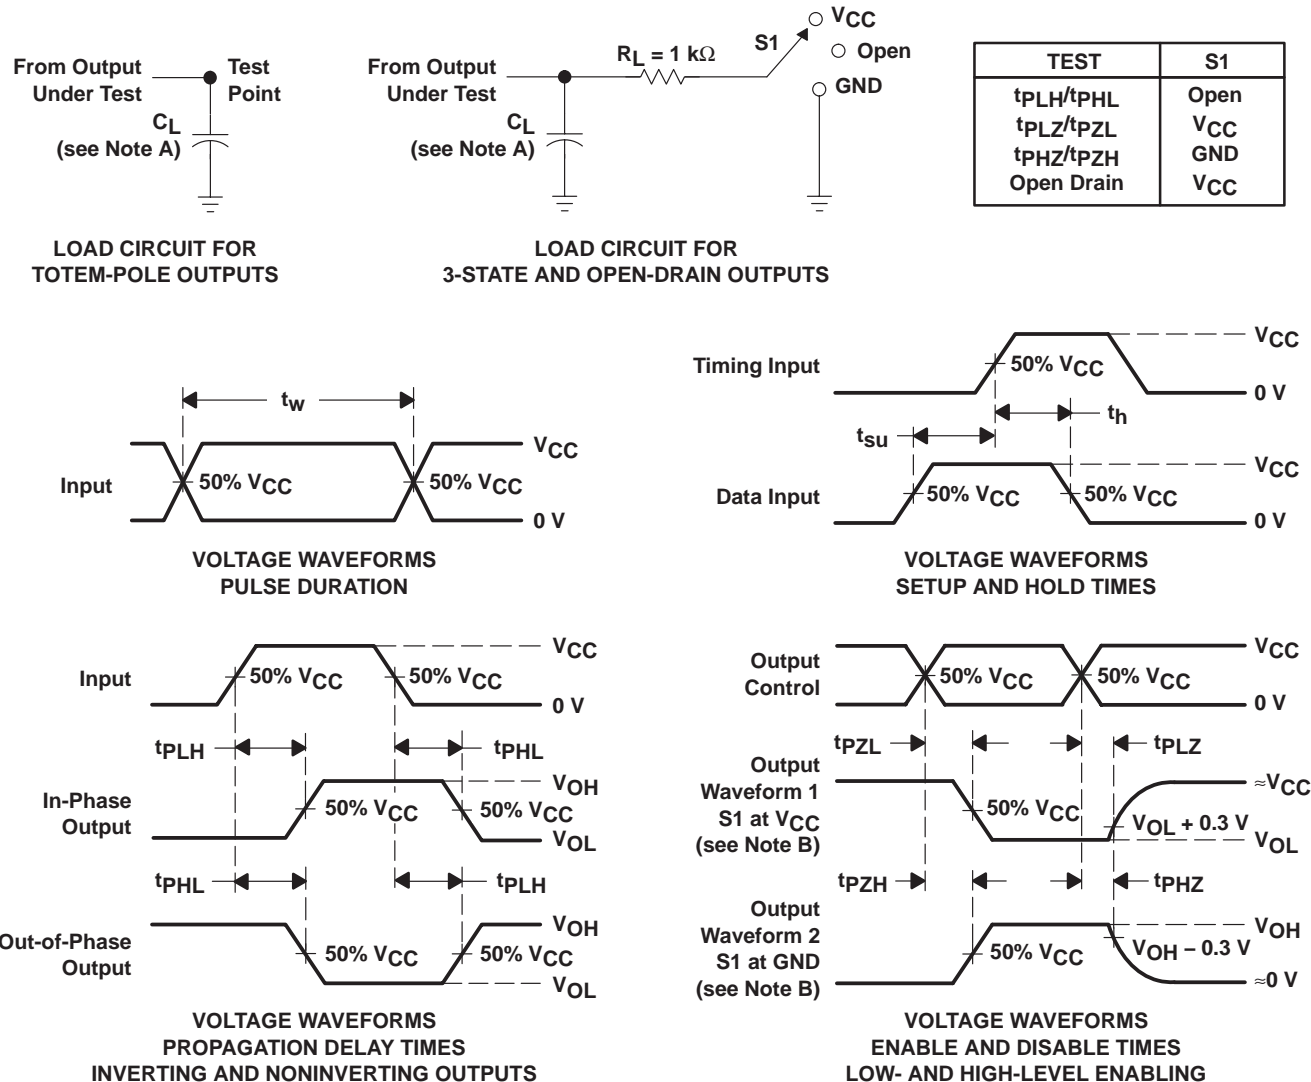 From Output
Under Test
Test
Point
CL
(see Note A)
LOAD CIRCUIT FOR
TOTEM-POLE OUTPUTS
From Output
Under Test
RL = 1 kΩ
S1
VCC
Open
GND
CL
(see Note A)
LOAD CIRCUIT FOR
3-STATE AND OPEN-DRAIN OUTPUTS
TEST S1
tPLH/tPHL Open
tPLZ/tPZL VCC
tPHZ/tPZH GND
Open Drain VCC
tw
Input
50% VCC
50% VCC
VCC
0 V
VOLTAGE WAVEFORMS
PULSE DURATION
Timing Input
50% VCC
VCC
0 V
tsu
th
Data Input
50% VCC
50% VCC
VCC
0 V
VOLTAGE WAVEFORMS
SETUP AND HOLD TIMES
Input
50% VCC
50% VCC
VCC
0 V
tPLH
tPHL
In-Phase
Output
50% VCC
50% VCC
VOH
VOL
tPHL
tPLH
Out-of-Phase
Output
50% VCC
50% VCC
VOH
VOL
VOLTAGE WAVEFORMS
PROPAGATION DELAY TIMES
INVERTING AND NONINVERTING OUTPUTS
Output
Control
50% VCC
50% VCC
VCC
0 V
tPZL
tPLZ
Output
Waveform 1
S1 at VCC
(see Note B)
50% VCC
≈VCC
VOL + 0.3 V
VOL
tPZH
tPHZ
Output
Waveform 2
S1 at GND
(see Note B)
50% VCC
VOH
VOH − 0.3 V
≈0 V
VOLTAGE WAVEFORMS
ENABLE AND DISABLE TIMES
LOW- AND HIGH-LEVEL ENABLING